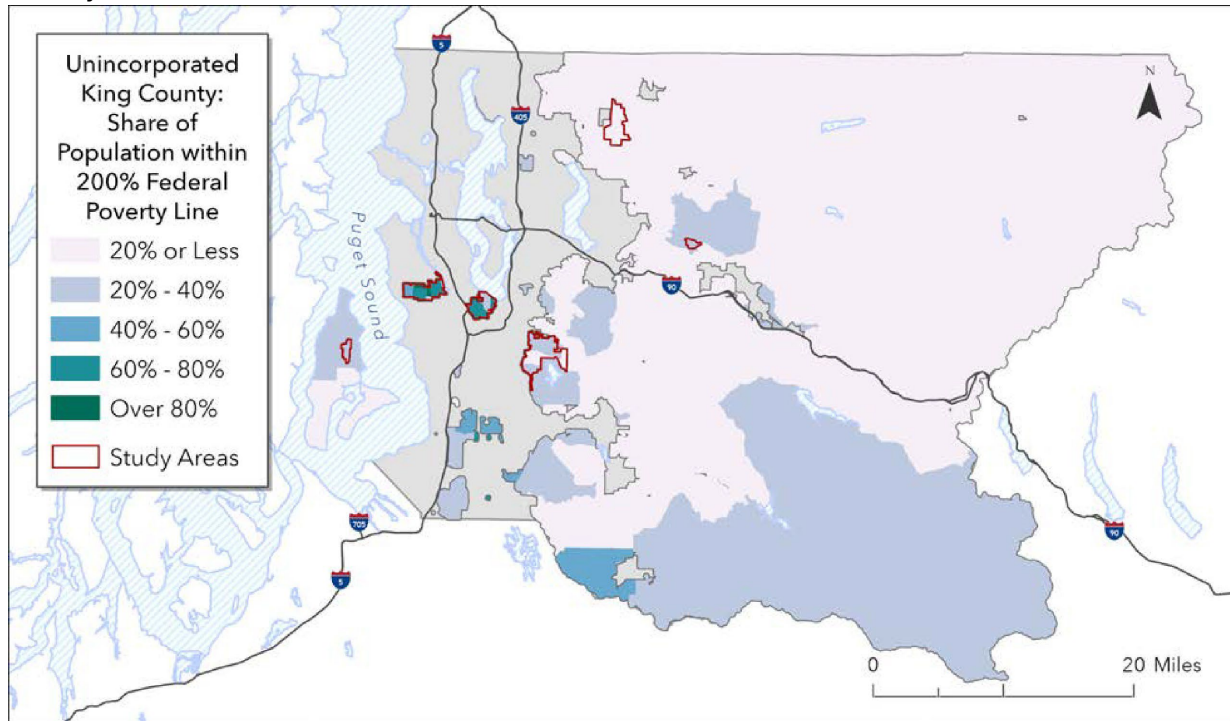 Unincorporated
King County:
Share of
Population within
200% Federal
Poverty Line
20% or Less
20% - 40%
40% - 60%
60% - 80%
Over 80%
Study Areas
Puget Sound
5
405
N
90
705
5
90
0
20 Miles